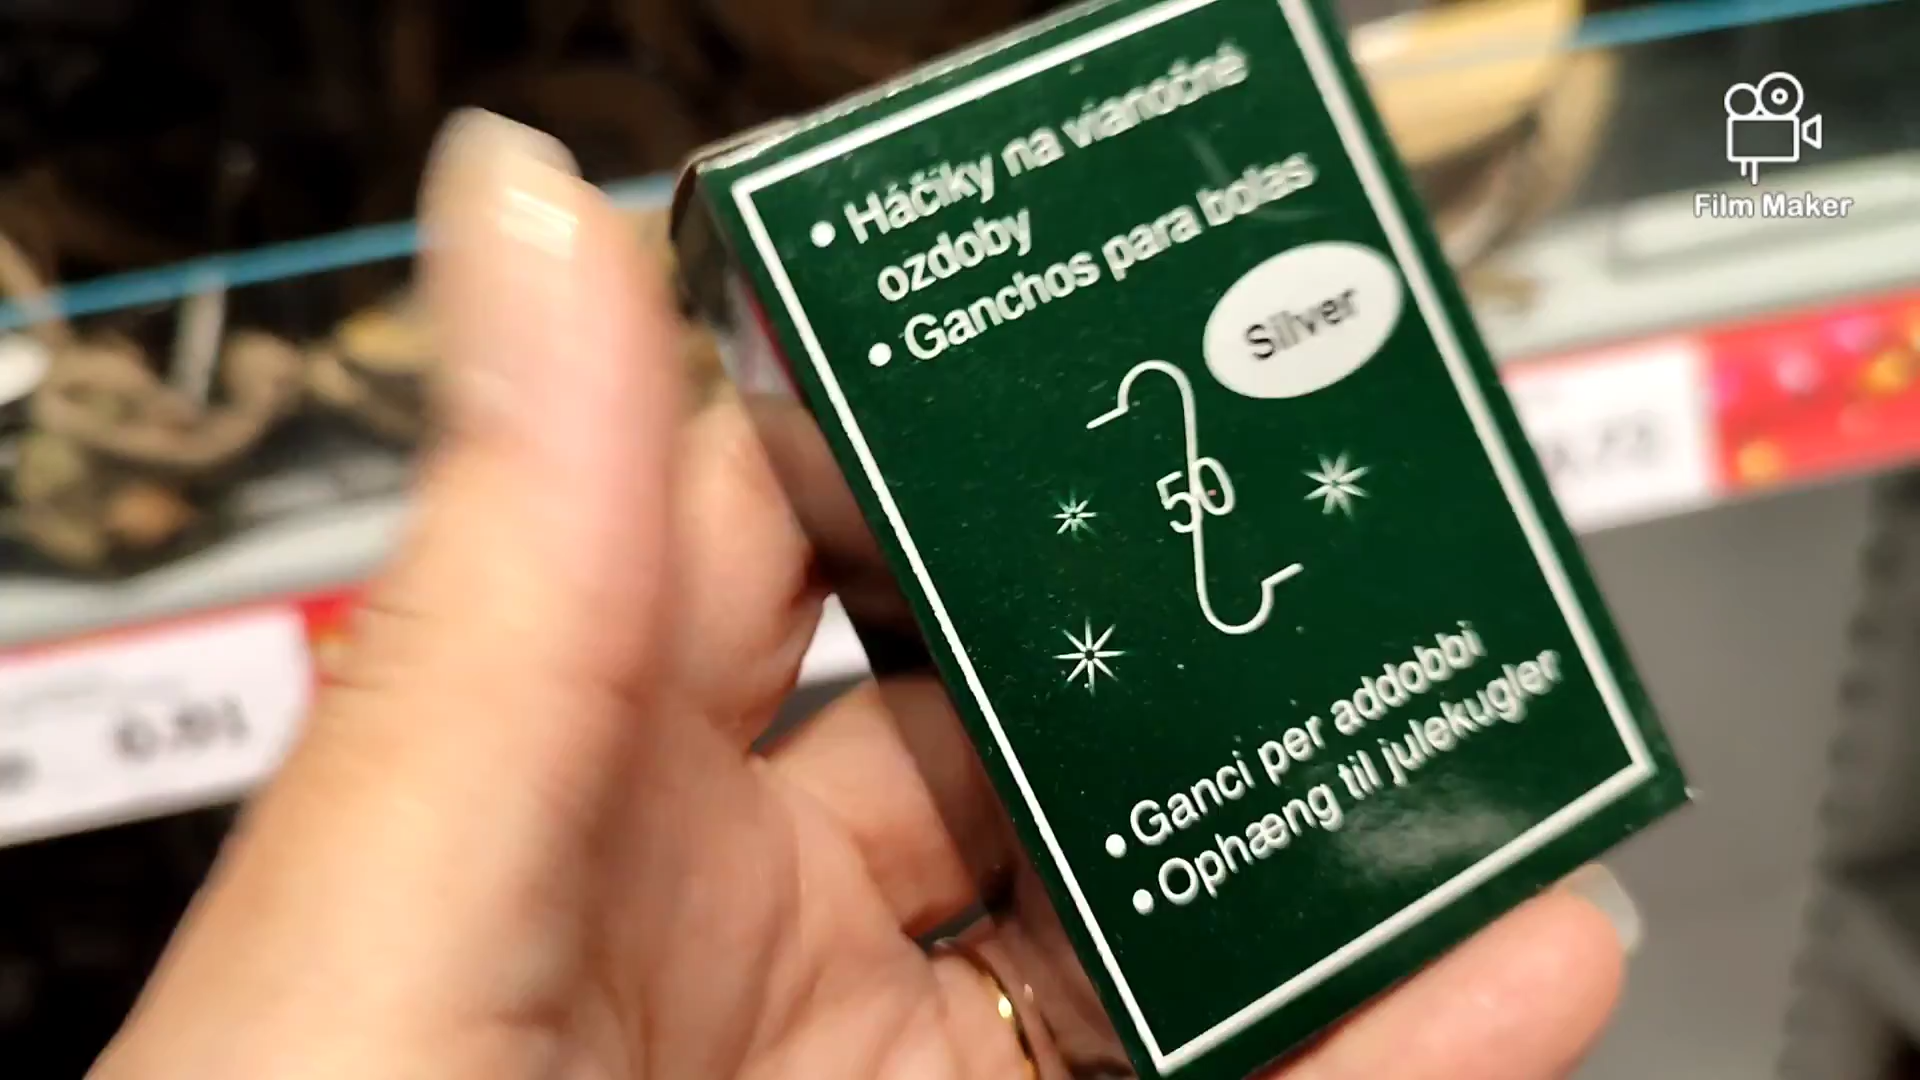 • Háčiky na vianočné
ozdoby
• Ganchos para bolas
Silver
50
• Ganci per addobbi
• Ophæng til julekugler
Film Maker